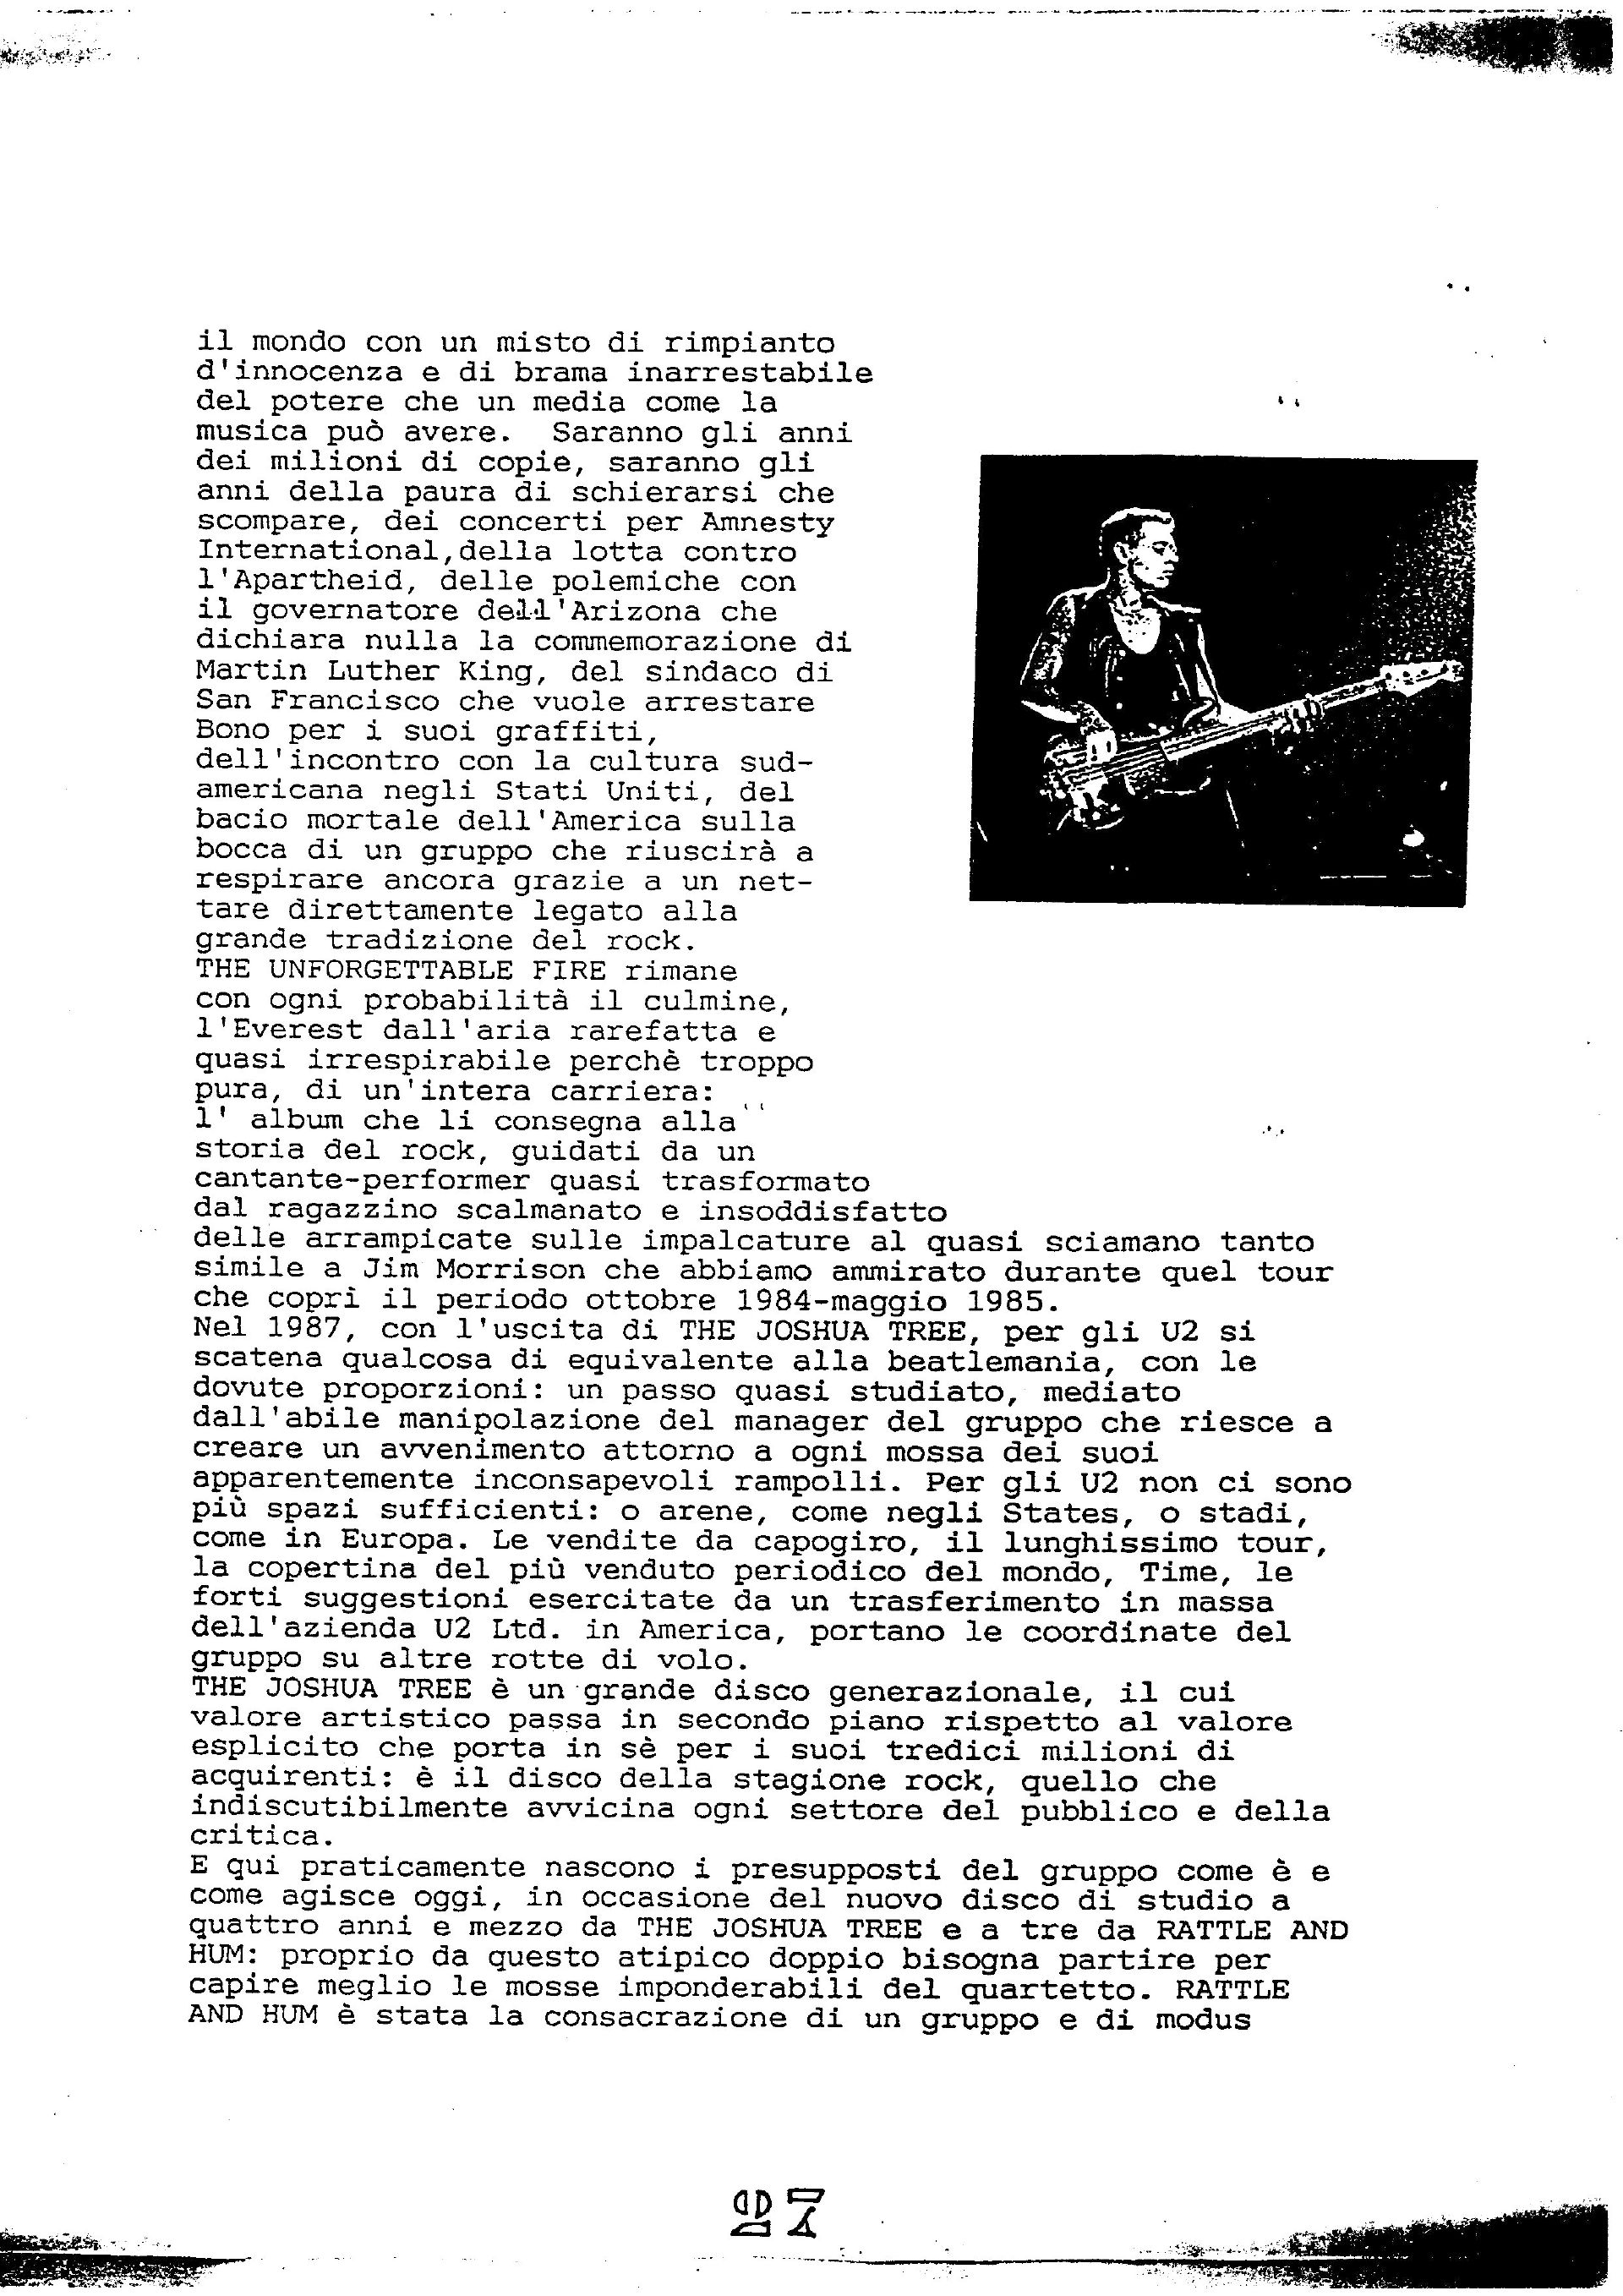 il mondo con un misto di rimpianto
d'innocenza e di brama inarrestabile
del potere che un media come la
musica può avere.  Saranno gli anni
dei milioni di copie, saranno gli
anni della paura di schierarsi che
scompare, dei concerti per Amnesty
International,della lotta contro
l'Apartheid, delle polemiche con
il governatore dell'Arizona che
dichiara nulla la commemorazione di
Martin Luther King, del sindaco di
San Francisco che vuole arrestare
Bono per i suoi graffiti,
dell'incontro con la cultura sud-
americana negli Stati Uniti, del
bacio mortale dell'America sulla
bocca di un gruppo che riuscirà a
respirare ancora grazie a un net-
tare direttamente legato alla
grande tradizione del rock.
THE UNFORGETTABLE FIRE rimane
con ogni probabilità il culmine,
l'Everest dall'aria rarefatta e
quasi irrespirabile perchè troppo
pura, di un'intera carriera:
l' album che li consegna alla
storia del rock, guidati da un
cantante-performer quasi trasformato
dal ragazzino scalmanato e insoddisfatto
delle arrampicate sulle impalcature al quasi sciamano tanto
simile a Jim Morrison che abbiamo ammirato durante quel tour
che coprì il periodo ottobre 1984-maggio 1985.
Nel 1987, con l'uscita di THE JOSHUA TREE, per gli U2 si
scatena qualcosa di equivalente alla beatlemania, con le
dovute proporzioni: un passo quasi studiato, mediato
dall'abile manipolazione del manager del gruppo che riesce a
creare un avvenimento attorno a ogni mossa dei suoi
apparentemente inconsapevoli rampolli. Per gli U2 non ci sono
più spazi sufficienti: o arene, come negli States, o stadi,
come in Europa. Le vendite da capogiro, il lunghissimo tour,
la copertina del più venduto periodico del mondo, Time, le
forti suggestioni esercitate da un trasferimento in massa
dell'azienda U2 Ltd. in America, portano le coordinate del
gruppo su altre rotte di volo.
THE JOSHUA TREE è un grande disco generazionale, il cui
valore artistico passa in secondo piano rispetto al valore
esplicito che porta in sè per i suoi tredici milioni di
acquirenti: è il disco della stagione rock, quello che
indiscutibilmente avvicina ogni settore del pubblico e della
critica.
E qui praticamente nascono i presupposti del gruppo come è e
come agisce oggi, in occasione del nuovo disco di studio a
quattro anni e mezzo da THE JOSHUA TREE e a tre da RATTLE AND
HUM: proprio da questo atipico doppio bisogna partire per
capire meglio le mosse imponderabili del quartetto. RATTLE
AND HUM è stata la consacrazione di un gruppo e di modus
27